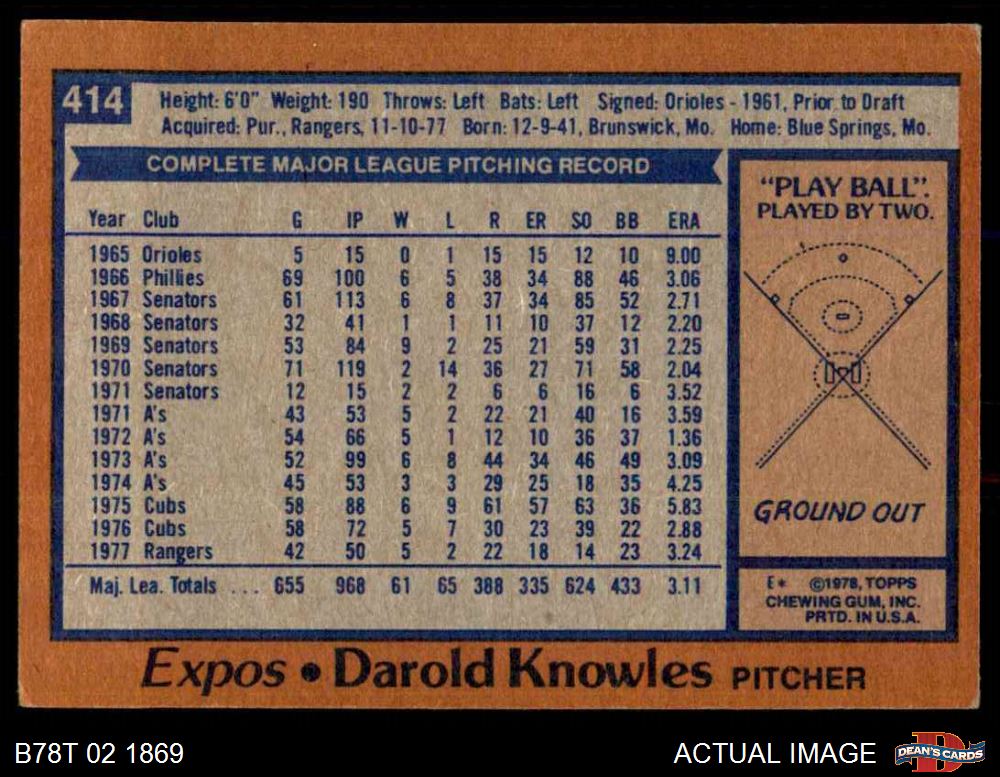 414
Height: 6'0" Weight: 190 Throws: Left Bats: Left Signed: Orioles - 1961, Prior to Draft
Acquired: Pur., Rangers, 11-10-77 Born: 12-9-41, Brunswick, Mo. Home: Blue Springs, Mo.
COMPLETE MAJOR LEAGUE PITCHING RECORD
Year Club G IP W L R ER SO BB ERA
1965 Orioles 5 15 0 1 15 15 12 10 9.00
1966 Phillies 69 100 6 5 38 34 88 46 3.06
1967 Senators 61 113 6 8 37 34 85 52 2.71
1968 Senators 32 41 1 1 11 10 37 12 2.20
1969 Senators 53 84 9 2 25 21 59 31 2.25
1970 Senators 71 119 2 14 36 27 71 58 2.04
1971 Senators 12 15 2 2 6 6 16 6 3.52
1971 A's 43 53 5 2 22 21 40 16 3.59
1972 A's 54 66 5 1 12 10 36 37 1.36
1973 A's 52 99 6 8 44 34 46 49 3.09
1974 A's 45 53 3 3 29 25 18 35 4.25
1975 Cubs 58 88 6 9 61 57 63 36 5.83
1976 Cubs 58 72 5 7 30 23 39 22 2.88
1977 Rangers 42 50 5 2 22 18 14 23 3.24
Maj. Lea. Totals ... 655 968 61 65 388 335 624 433 3.11
"PLAY BALL".
PLAYED BY TWO.
GROUND OUT
E* ©1978, TOPPS
CHEWING GUM, INC.
PRTD. IN U.S.A.
Expos • Darold Knowles PITCHER
B78T 02 1869
ACTUAL IMAGE
DEAN'S CARDS